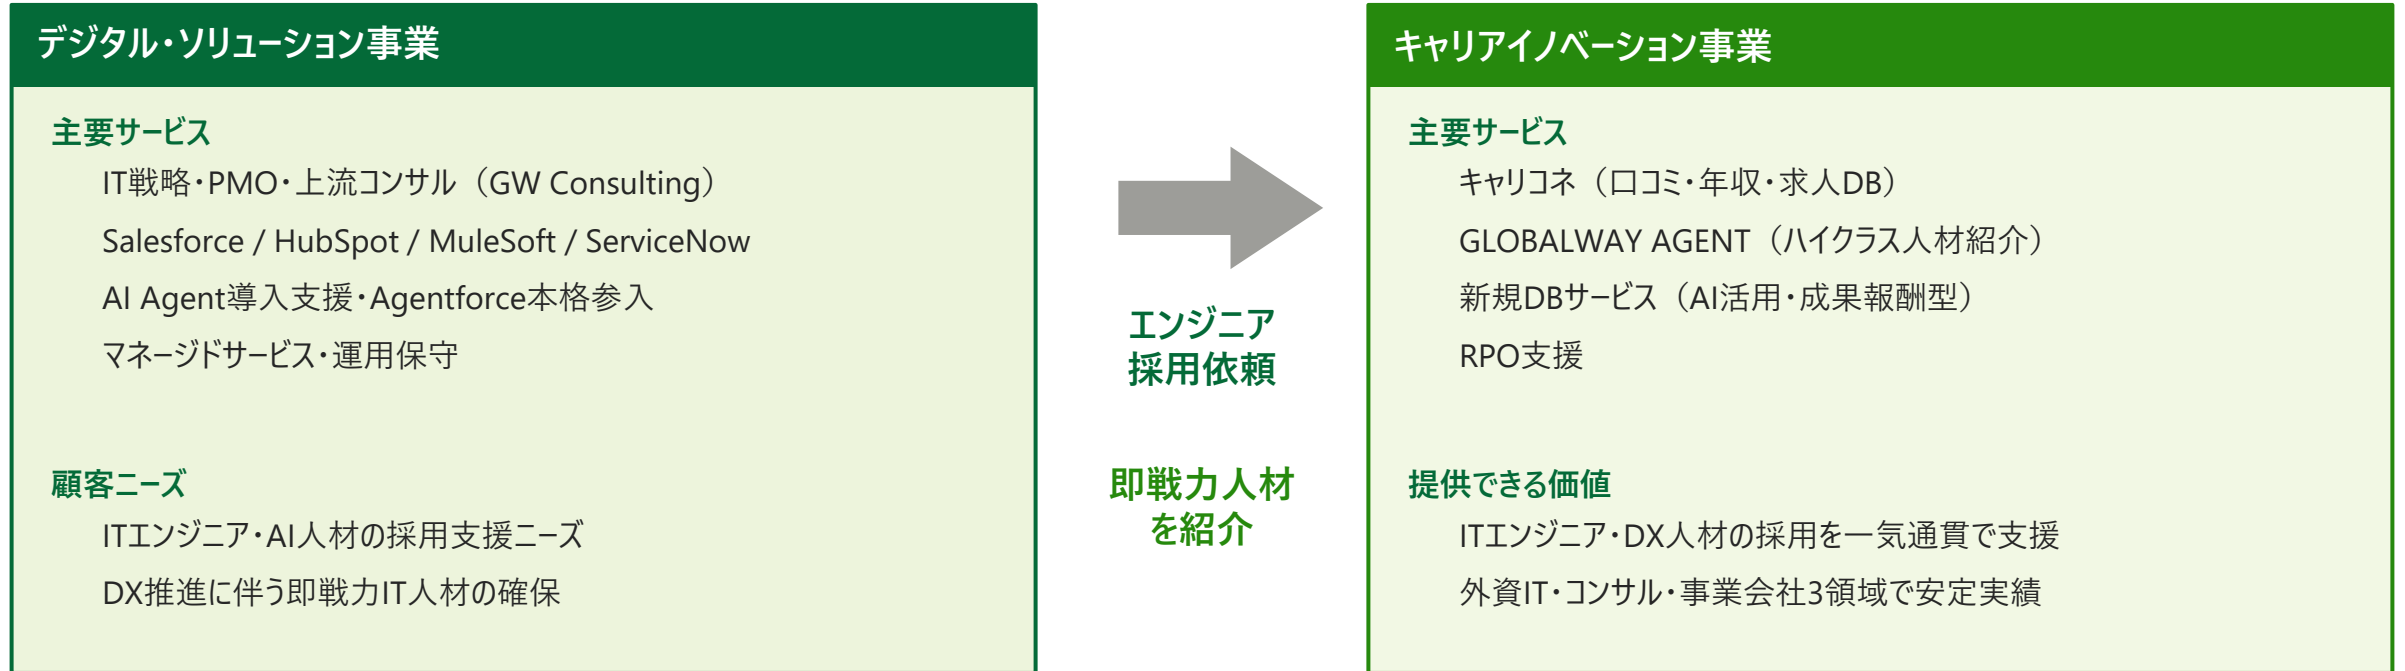 デジタル・ソリューション事業
主要サービス
IT戦略・PMO・上流コンサル（GW Consulting）
Salesforce / HubSpot / MuleSoft / ServiceNow
AI Agent導入支援・Agentforce本格参入
マネージドサービス・運用保守
顧客ニーズ
ITエンジニア・AI人材の採用支援ニーズ
DX推進に伴う即戦力IT人材の確保
エンジニア
採用依頼
即戦力人材
を紹介
キャリアイノベーション事業
主要サービス
キャリコネ（口コミ・年収・求人DB）
GLOBALWAY AGENT（ハイクラス人材紹介）
新規DBサービス（AI活用・成果報酬型）
RPO支援
提供できる価値
ITエンジニア・DX人材の採用を一気通貫で支援
外資IT・コンサル・事業会社3領域で安定実績